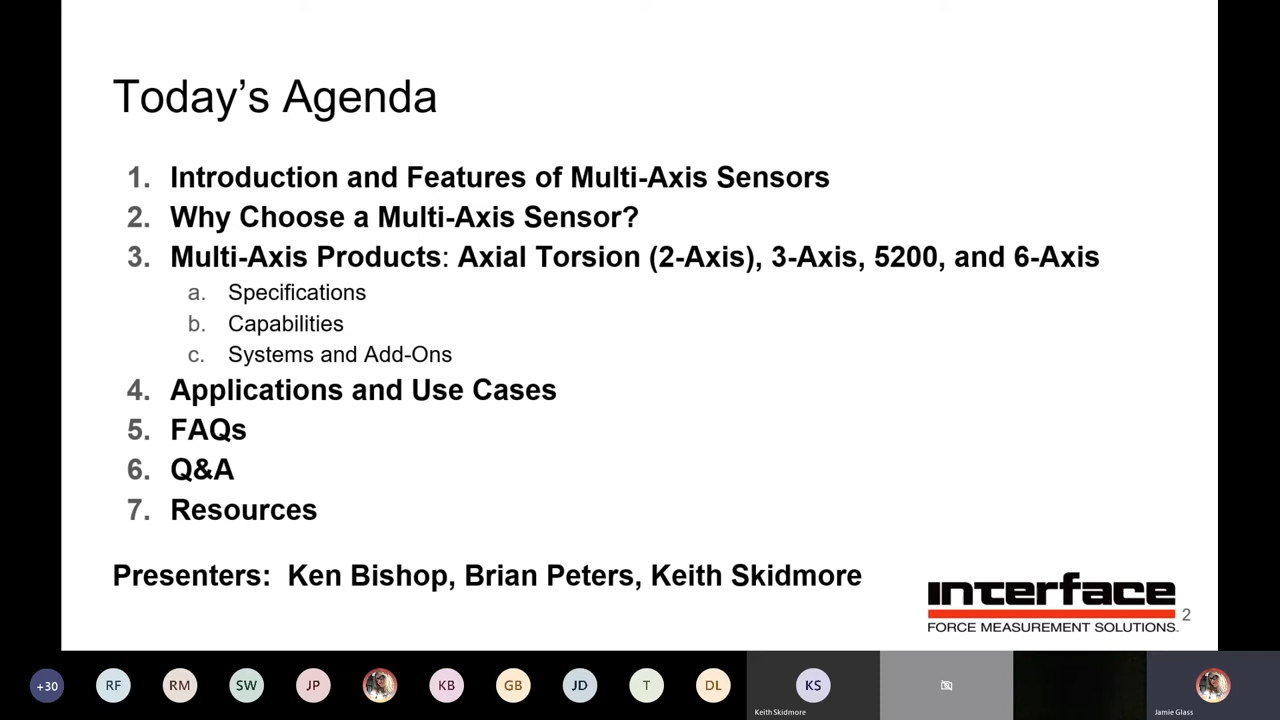 Today's Agenda
1. Introduction and Features of Multi-Axis Sensors
2. Why Choose a Multi-Axis Sensor?
3. Multi-Axis Products: Axial Torsion (2-Axis), 3-Axis, 5200, and 6-Axis
a. Specifications
b. Capabilities
c. Systems and Add-Ons
4. Applications and Use Cases
5. FAQs
6. Q&A
7. Resources
Presenters: Ken Bishop, Brian Peters, Keith Skidmore
interface
FORCE MEASUREMENT SOLUTIONS.
2
+30 RF RM SW JP KB GB JD T DL KS
Keith Skidmore
Jamie Glass